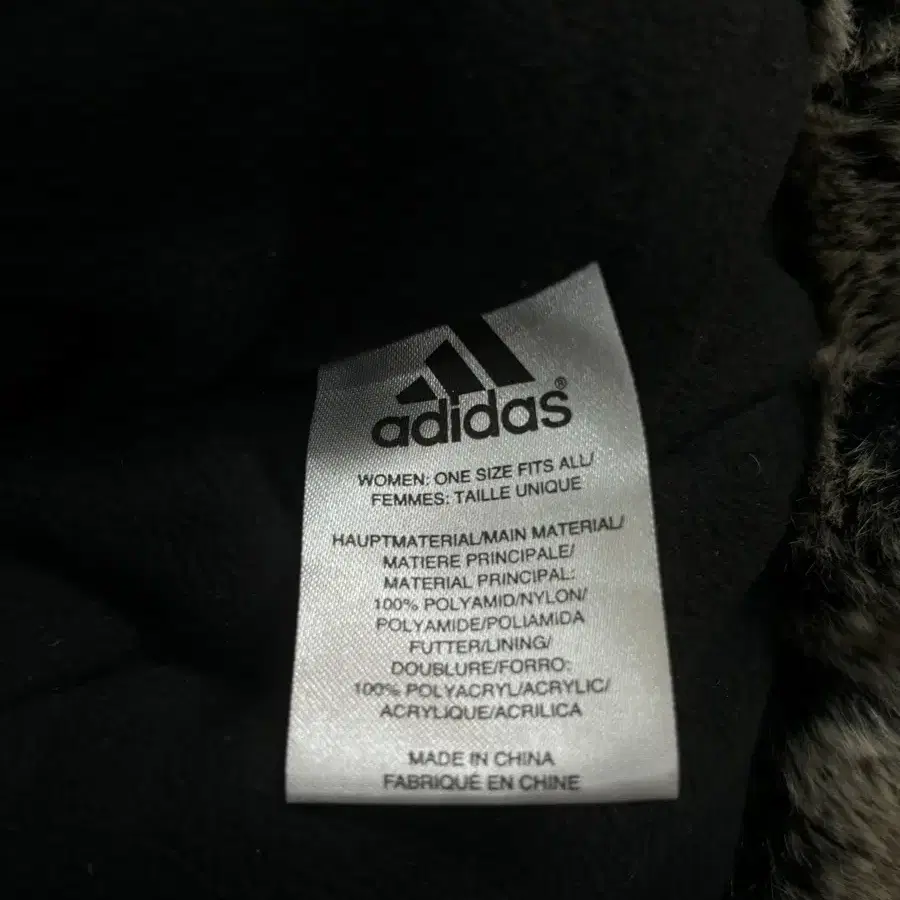 adidas®
WOMEN: ONE SIZE FITS ALL/
FEMMES: TAILLE UNIQUE
HAUPTMATERIAL/MAIN MATERIAL/
MATIERE PRINCIPALE/
MATERIAL PRINCIPAL:
100% POLYAMID/NYLON/
POLYAMIDE/POLIAMIDA
FUTTER/LINING/
DOUBLURE/FORRO:
100% POLYACRYL/ACRYLIC/
ACRYLIQUE/ACRILICA
MADE IN CHINA
FABRIQUÉ EN CHINE